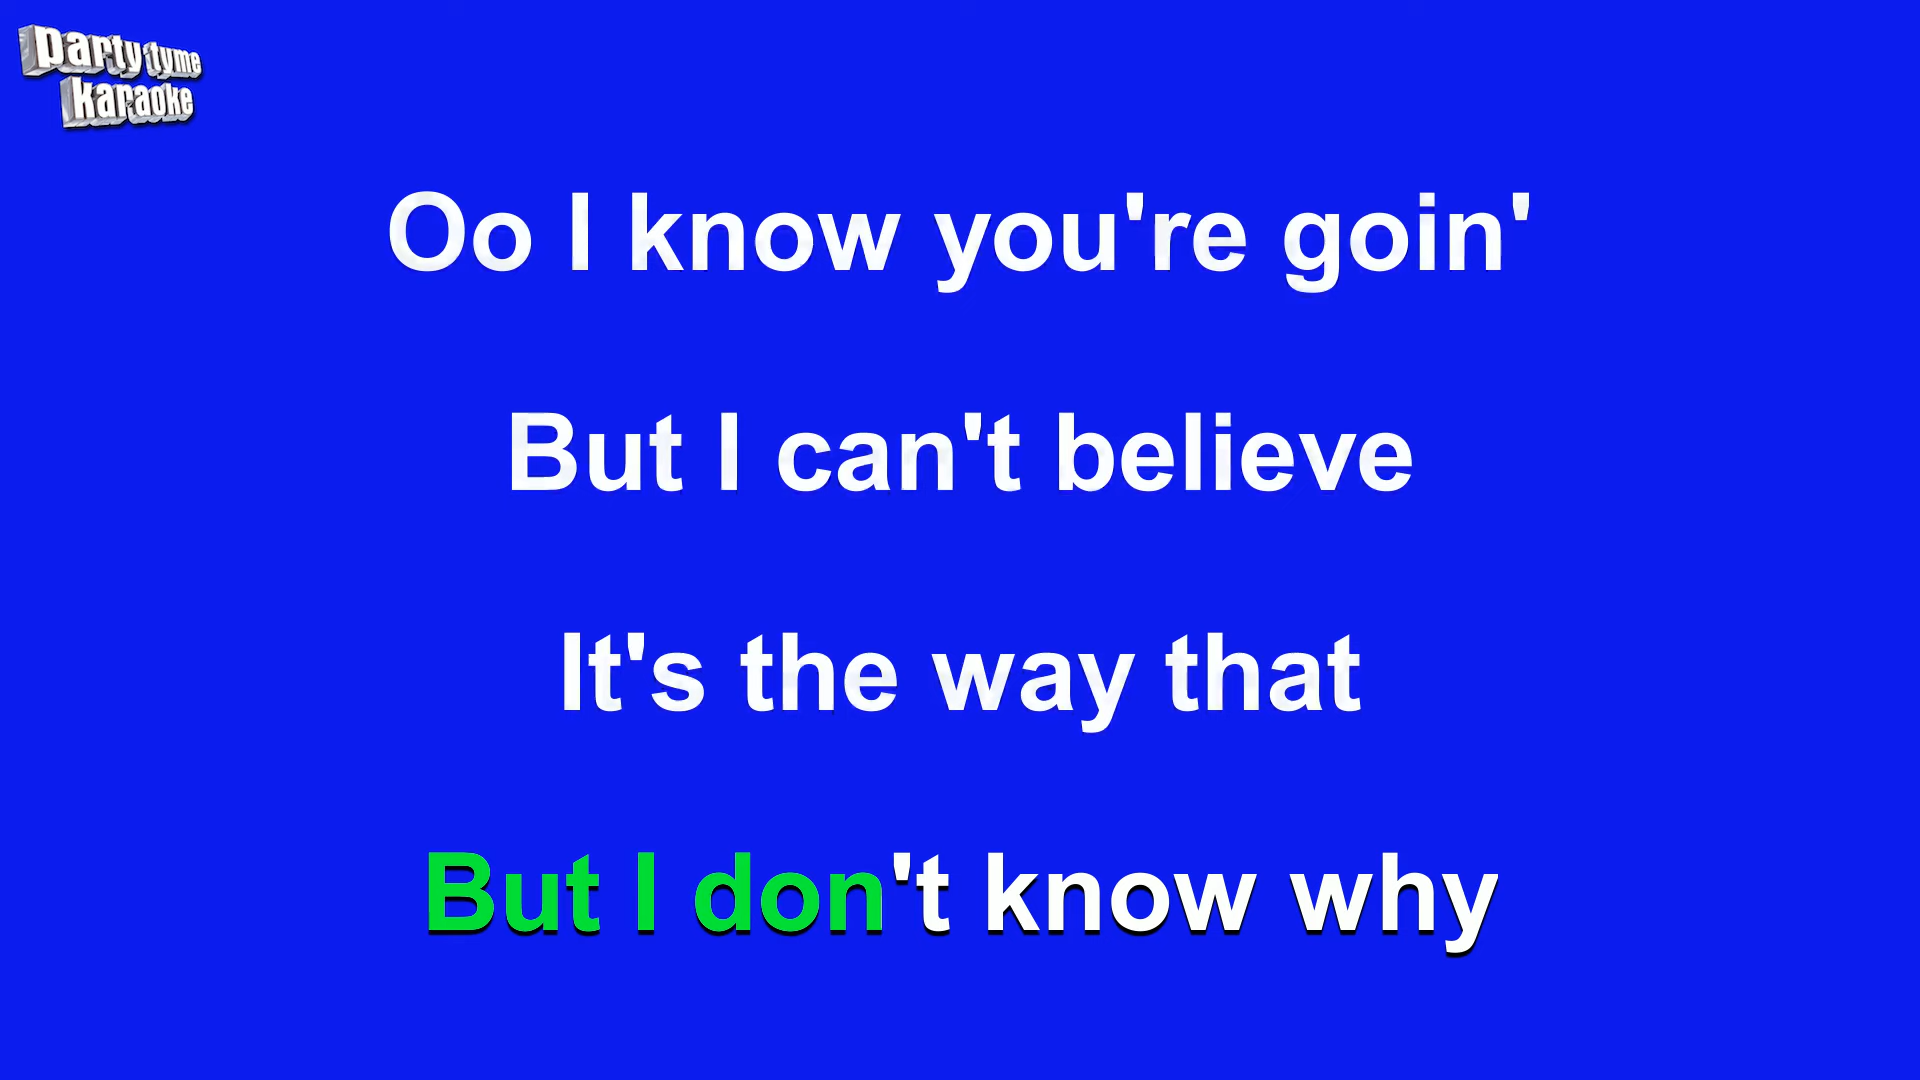 party tyme
karaoke
Oo I know you're goin'
But I can't believe
It's the way that
But I don't know why